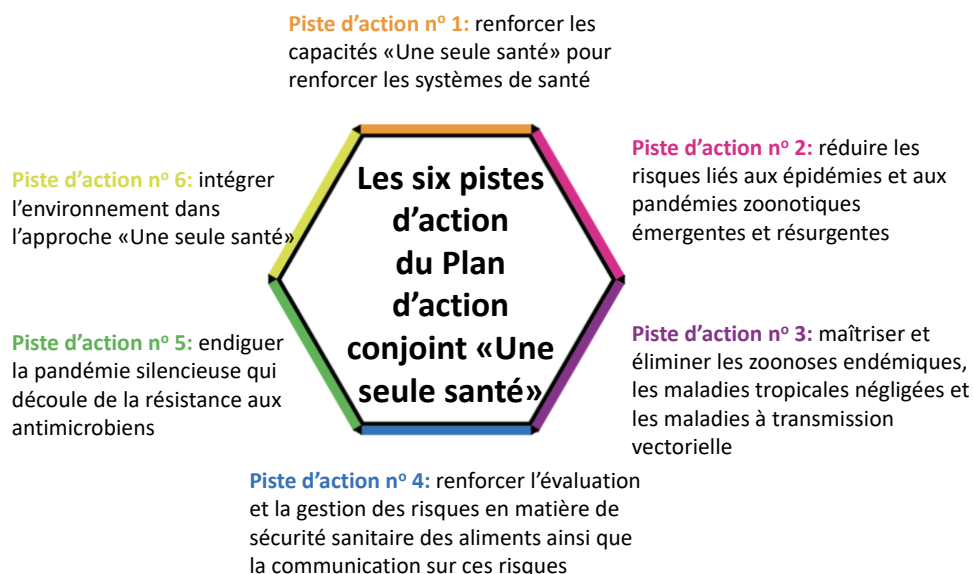 Piste d’action nᵒ 1: renforcer les
capacités «Une seule santé» pour
renforcer les systèmes de santé
Piste d’action nᵒ 2: réduire les
risques liés aux épidémies et aux
pandémies zoonotiques
émergentes et résurgentes
Piste d’action nᵒ 3: maîtriser et
éliminer les zoonoses endémiques,
les maladies tropicales négligées et
les maladies à transmission
vectorielle
Piste d’action nᵒ 4: renforcer l’évaluation
et la gestion des risques en matière de
sécurité sanitaire des aliments ainsi que
la communication sur ces risques
Piste d’action nᵒ 5: endiguer
la pandémie silencieuse qui
découle de la résistance aux
antimicrobiens
Piste d’action nᵒ 6: intégrer
l’environnement dans
l’approche «Une seule santé»
Les six pistes
d’action
du Plan
d’action
conjoint «Une
seule santé»